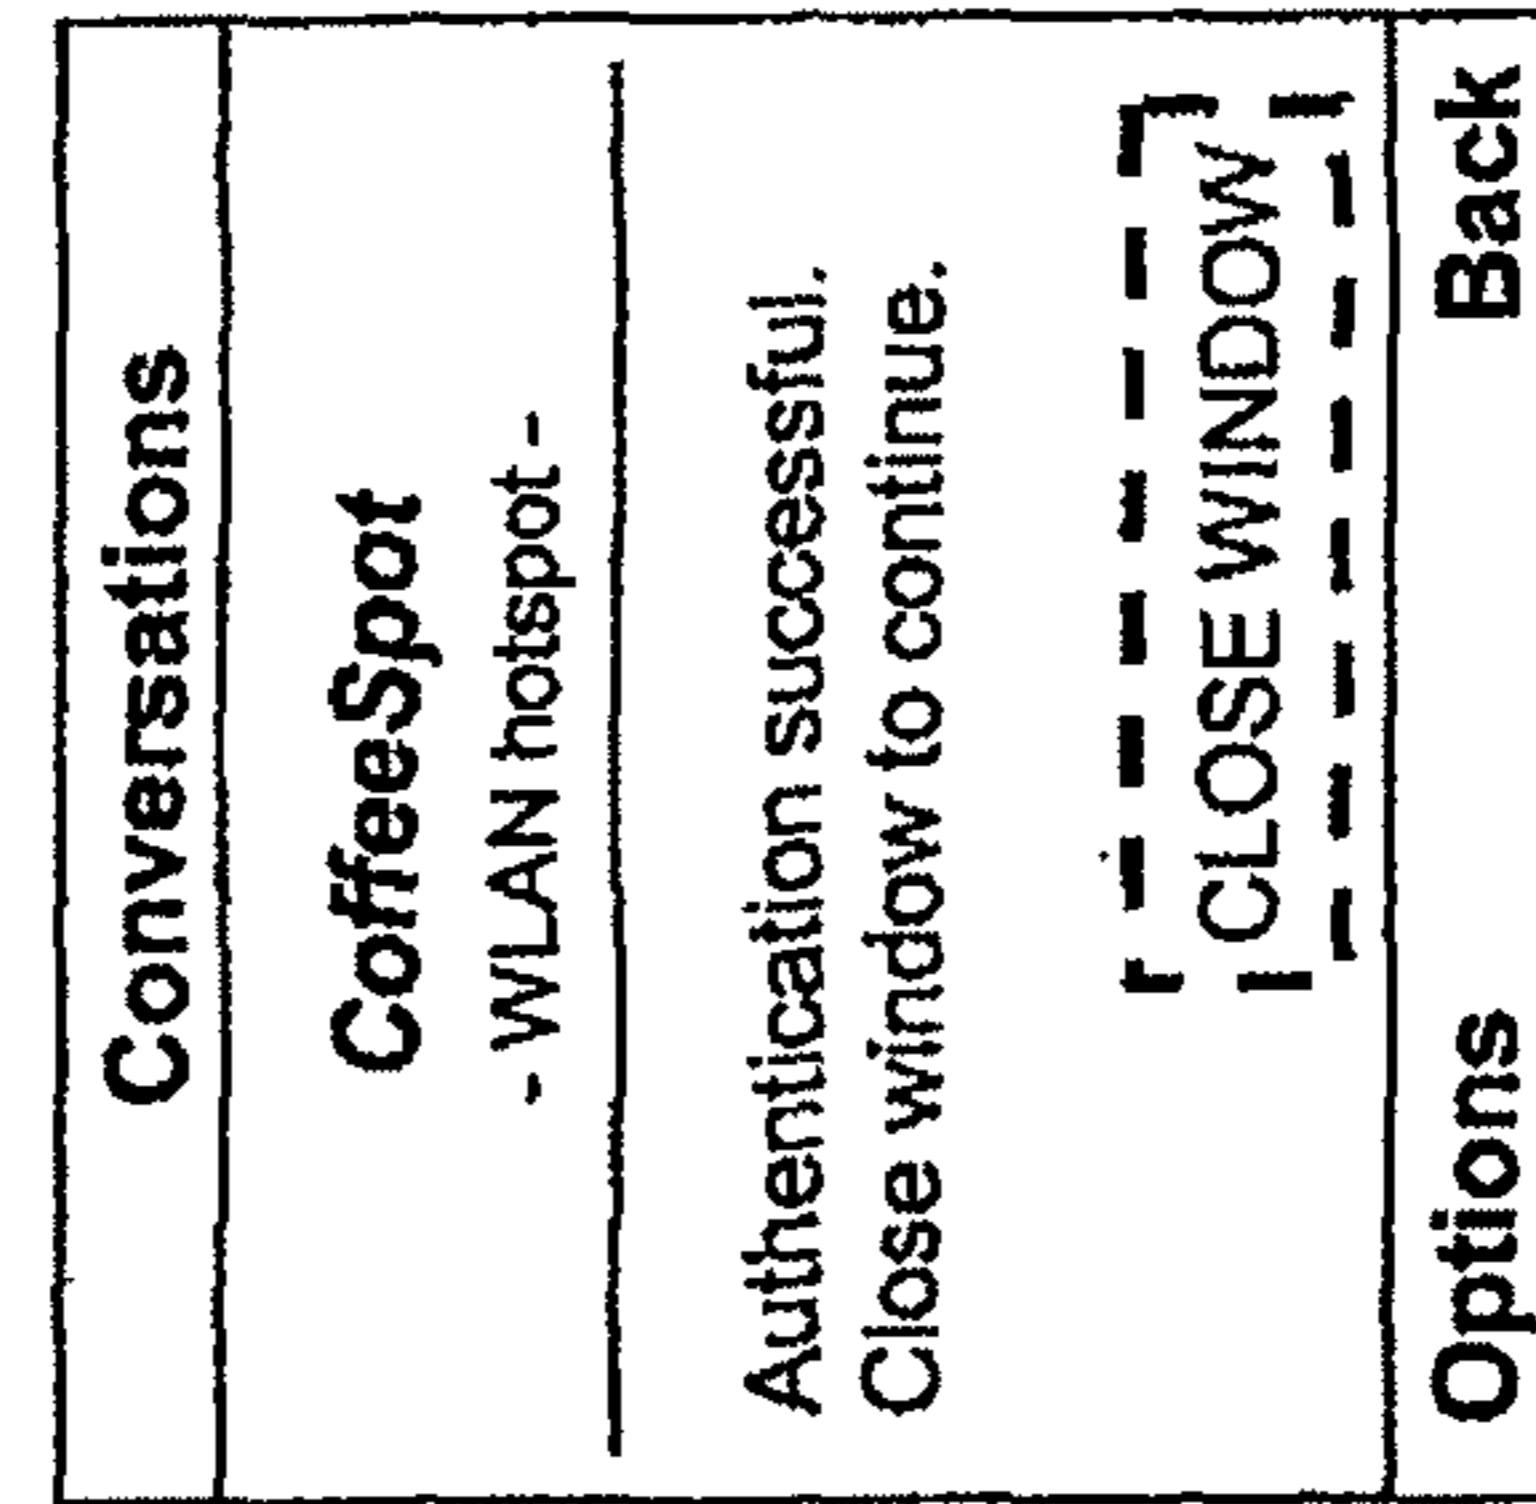 Conversations
CoffeeSpot
- WLAN hotspot -
Authentication successful.
Close window to continue.
CLOSE WINDOW
Options Back